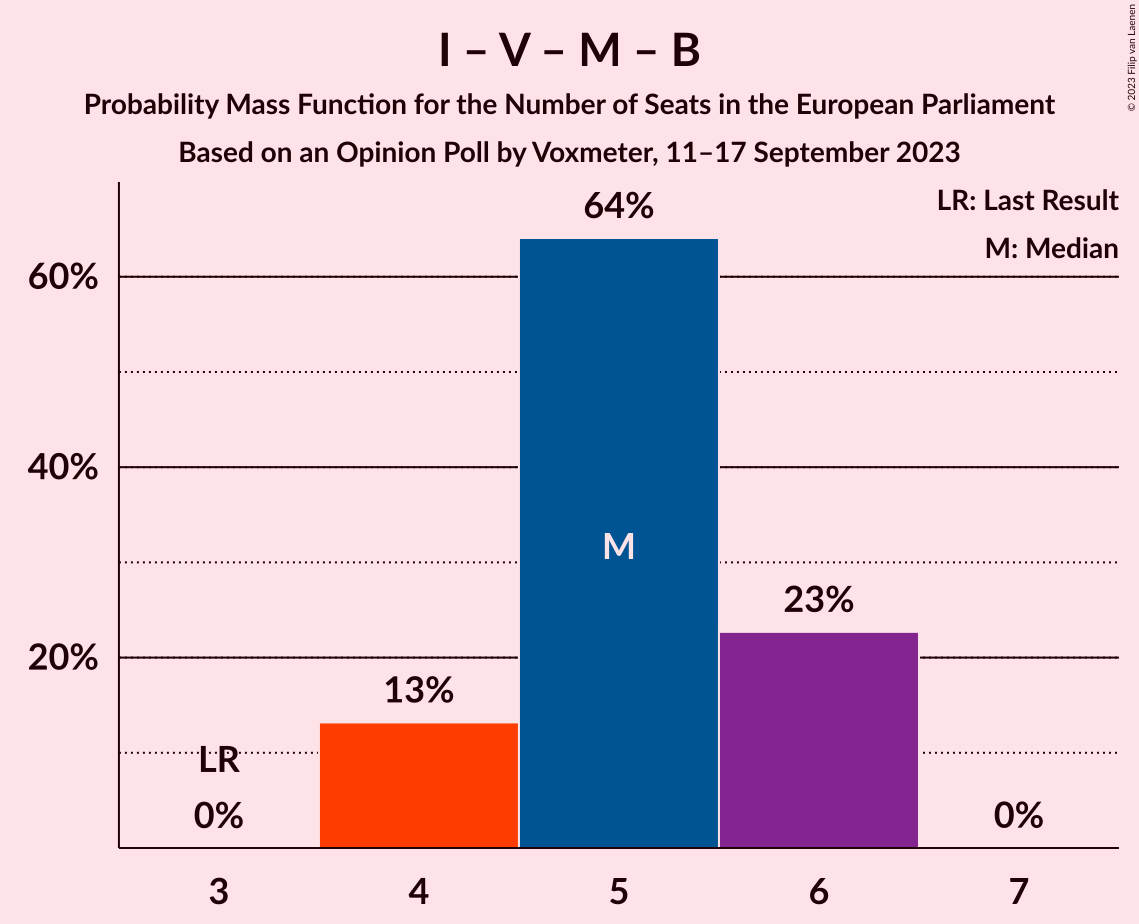 I – V – M – B
Probability Mass Function for the Number of Seats in the European Parliament
Based on an Opinion Poll by Voxmeter, 11–17 September 2023
© 2023 Filip van Laenen
LR: Last Result
M: Median
64%
60%
40%
M
23%
20%
13%
LR
0%
0%
3 4 5 6 7